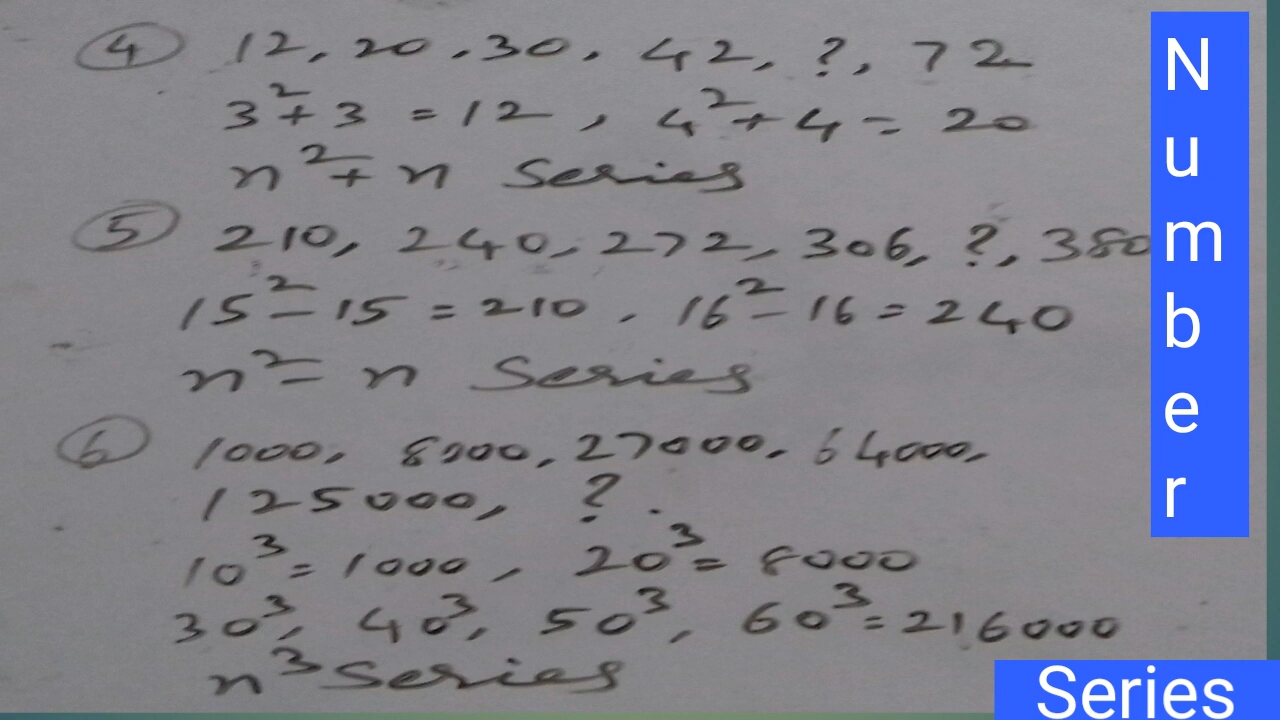 ④ 12, 20, 30, 42, ?, 72
3² + 3 = 12, 4² + 4 = 20
n² + n Series
⑤ 210, 240, 272, 306, ?, 380
15² - 15 = 210, 16² - 16 = 240
n² - n Series
⑥ 1000, 8000, 27000, 64000,
125000, ?.
10³ = 1000, 20³ = 8000
30³, 40³, 50³, 60³ = 216000
n³ Series
Number
Series